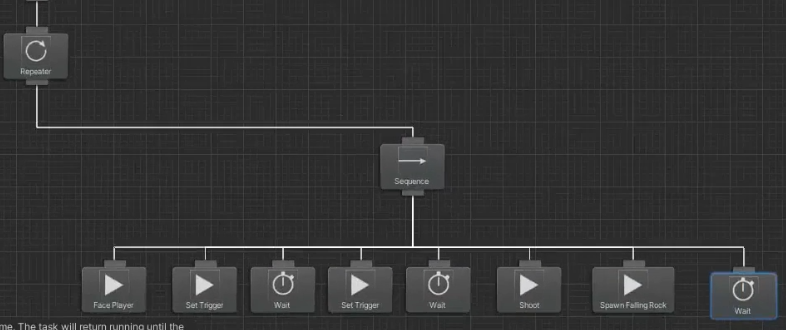 Repeater
Sequence
Face Player
Set Trigger
Wait
Set Trigger
Wait
Shoot
Spawn Falling Rock
Wait
me. The task will return running until the